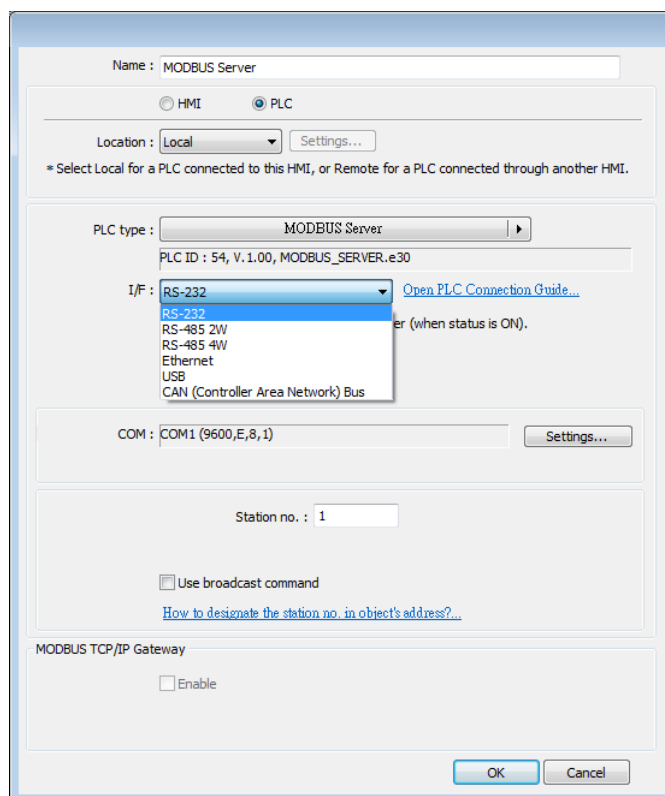 Name : MODBUS Server
HMI PLC
Location : Local Settings...
* Select Local for a PLC connected to this HMI, or Remote for a PLC connected through another HMI.
PLC type : MODBUS Server
PLC ID : 54, V.1.00, MODBUS_SERVER.e30
I/F : RS-232 Open PLC Connection Guide...
RS-232
er (when status is ON).
RS-485 2W
RS-485 4W
Ethernet
USB
CAN (Controller Area Network) Bus
COM : COM1 (9600,E,8,1) Settings...
Station no. : 1
Use broadcast command
How to designate the station no. in object's address?...
MODBUS TCP/IP Gateway
Enable
OK Cancel